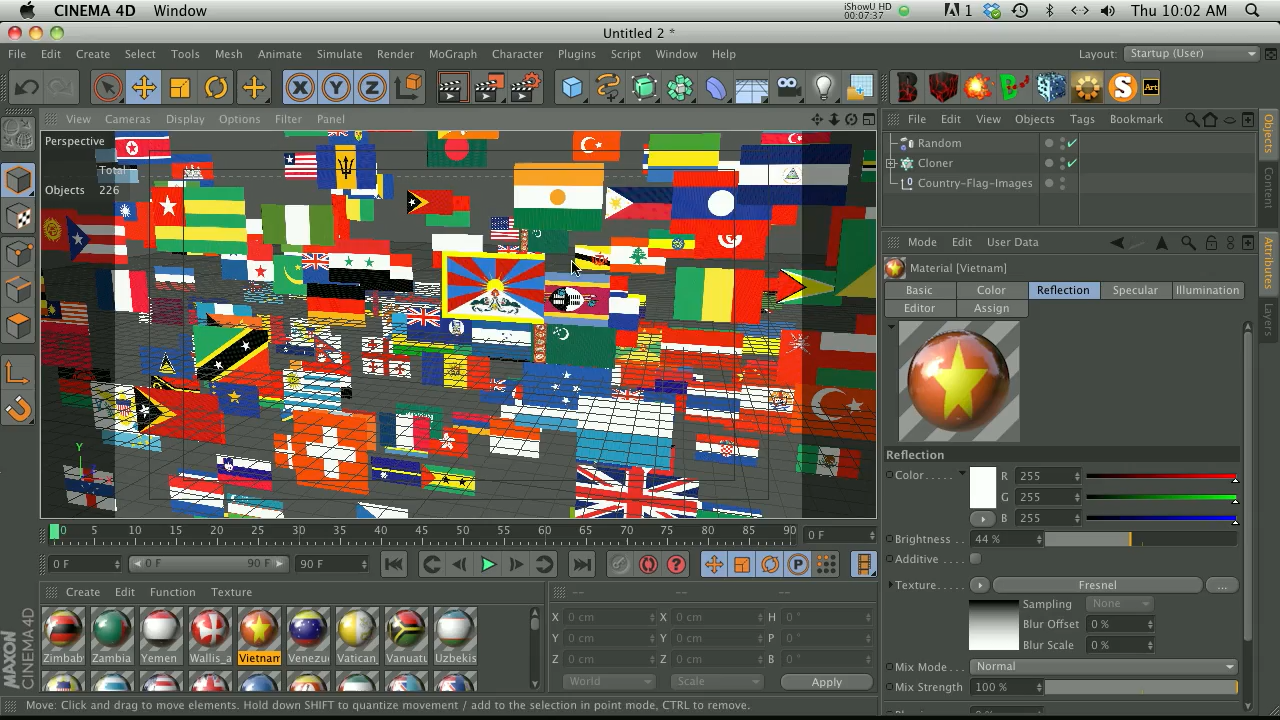 CINEMA 4D Window
iShowU HD
00:07:37
1
Thu 10:02 AM
Untitled 2 *
File Edit Create Select Tools Mesh Animate Simulate Render MoGraph Character Plugins Script Window Help
Layout: Startup (User)
X Y Z
S Art
View Cameras Display Options Filter Panel
File Edit View Objects Tags Bookmark
Perspective
Total
Objects 226
Y
Random
Cloner
Country-Flag-Images
Objects
Content
Attributes
Layers
Mode Edit User Data
Material [Vietnam]
Basic Color Reflection Specular Illumination
Editor Assign
Reflection
Color R 255
G 255
B 255
Brightness 44 %
Additive
Texture Fresnel ...
Sampling None
Blur Offset 0 %
Blur Scale 0 %
Mix Mode Normal
Mix Strength 100 %
0 5 10 15 20 25 30 35 40 45 50 55 60 65 70 75 80 85 90 0 F
0 F 0 F 90 F 90 F
P
Create Edit Function Texture
-- -- --
Zimbab Zambia Yemen Wallis_a Vietnam Venezu Vatican_ Vanuatu Uzbekis
X 0 cm X 0 cm H 0 °
Y 0 cm Y 0 cm P 0 °
Z 0 cm Z 0 cm B 0 °
World Scale Apply
MAXON
CINEMA 4D
Move: Click and drag to move elements. Hold down SHIFT to quantize movement / add to the selection in point mode, CTRL to remove.